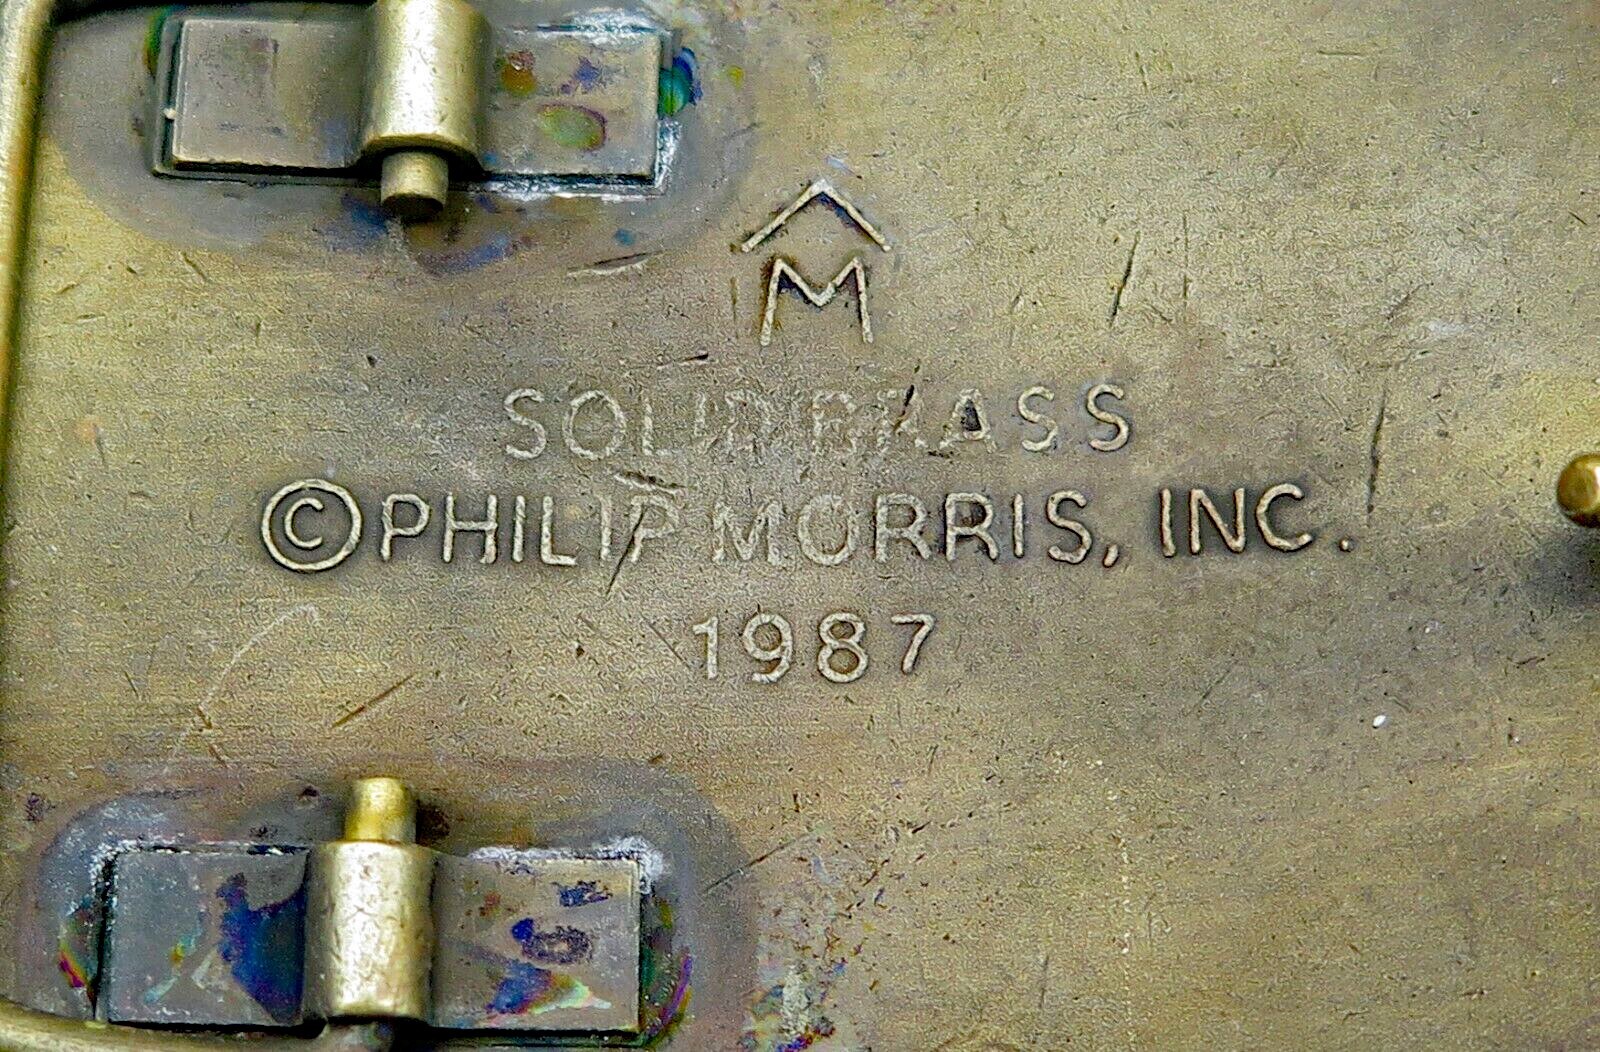 M
SOLID BRASS
©PHILIP MORRIS, INC.
1987